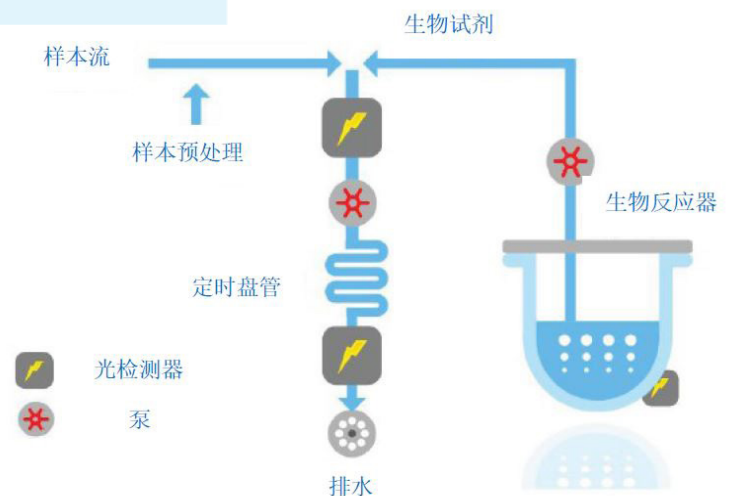 生物试剂
样本流
样本预处理
生物反应器
定时盘管
光检测器
泵
排水